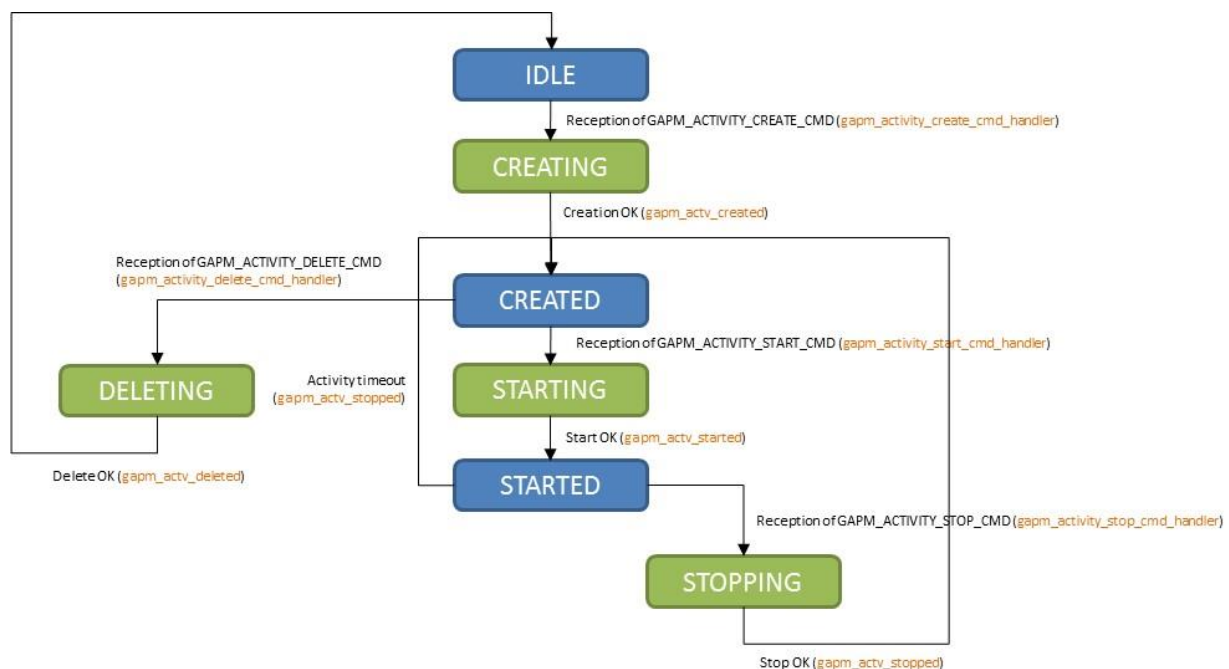 IDLE
Reception of GAPM_ACTIVITY_CREATE_CMD (gapm_activity_create_cmd_handler)
CREATING
Creation OK (gapm_actv_created)
Reception of GAPM_ACTIVITY_DELETE_CMD
(gapm_activity_delete_cmd_handler)
CREATED
Reception of GAPM_ACTIVITY_START_CMD (gapm_activity_start_cmd_handler)
DELETING
Activity timeout
(gapm_actv_stopped)
STARTING
Start OK (gapm_actv_started)
Delete OK (gapm_actv_deleted)
STARTED
Reception of GAPM_ACTIVITY_STOP_CMD (gapm_activity_stop_cmd_handler)
STOPPING
Stop OK (gapm_actv_stopped)